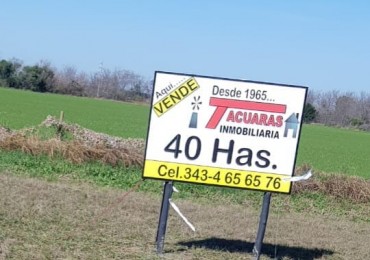 Aquí....
VENDE
Desde 1965...
TACUARAS
INMOBILIARIA
40 Has.
Cel.343-4 65 65 76